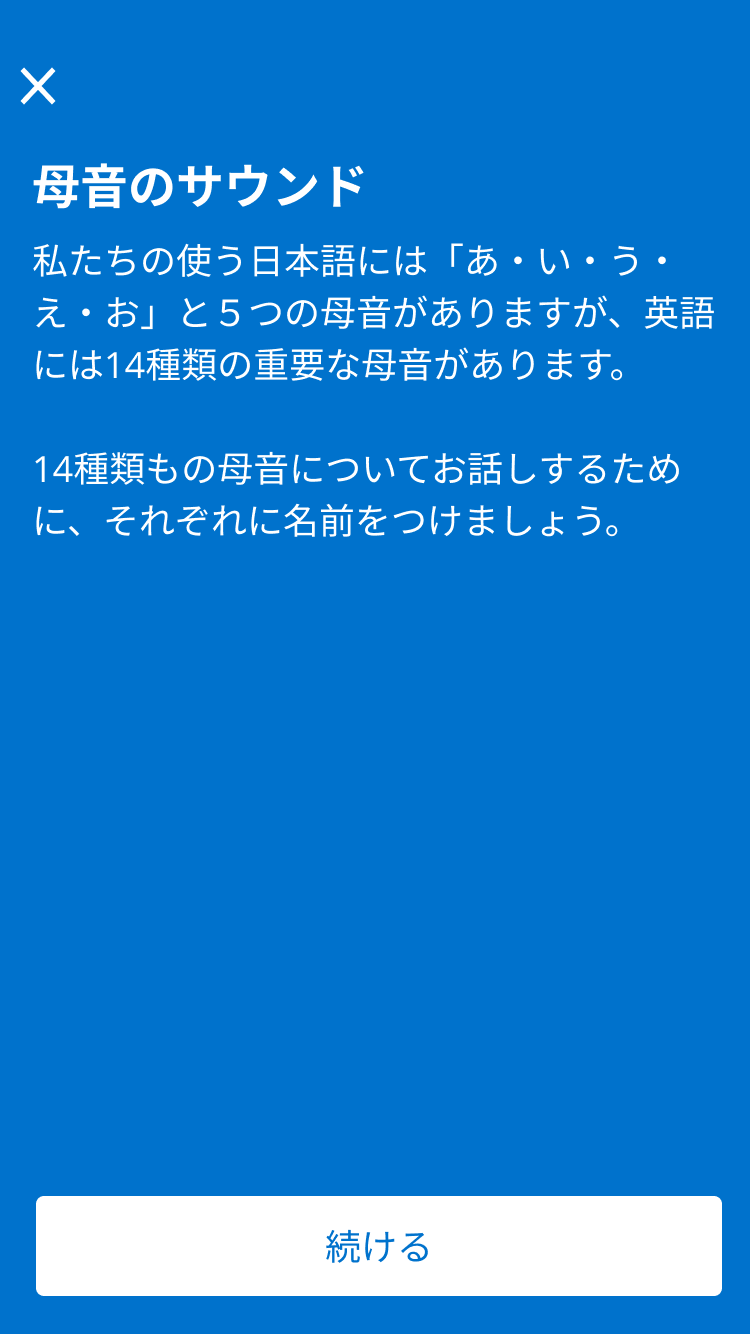 母音のサウンド
私たちの使う日本語には「あ・い・う・
え・お」と５つの母音がありますが、英語
には14種類の重要な母音があります。
14種類もの母音についてお話しするため
に、それぞれに名前をつけましょう。
続ける